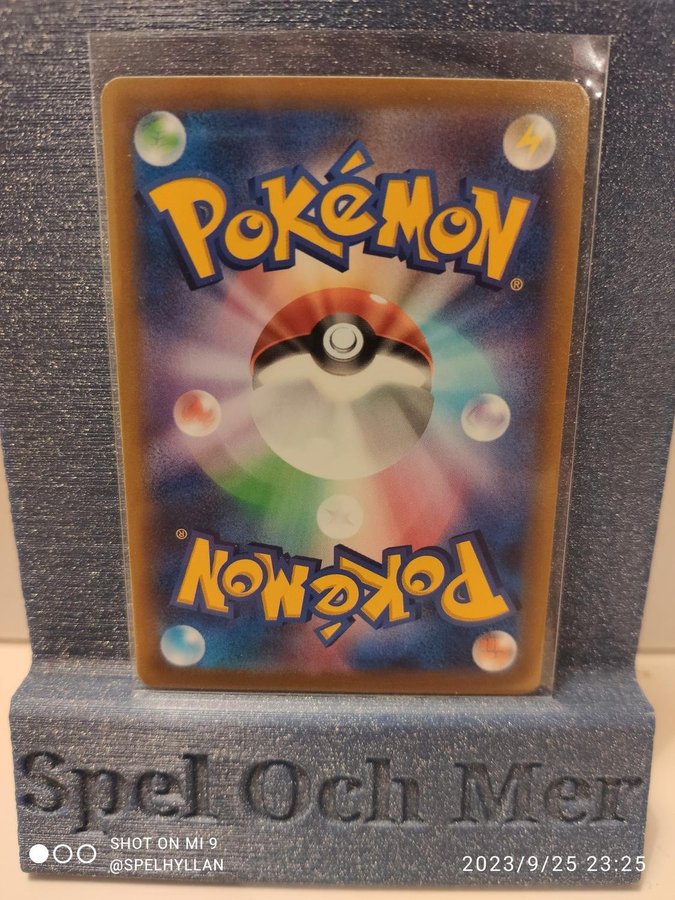 POKéMON
®
®
POKéMON
Spel Och Mer
SHOT ON MI 9
@SPELHYLLAN
2023/9/25 23:25